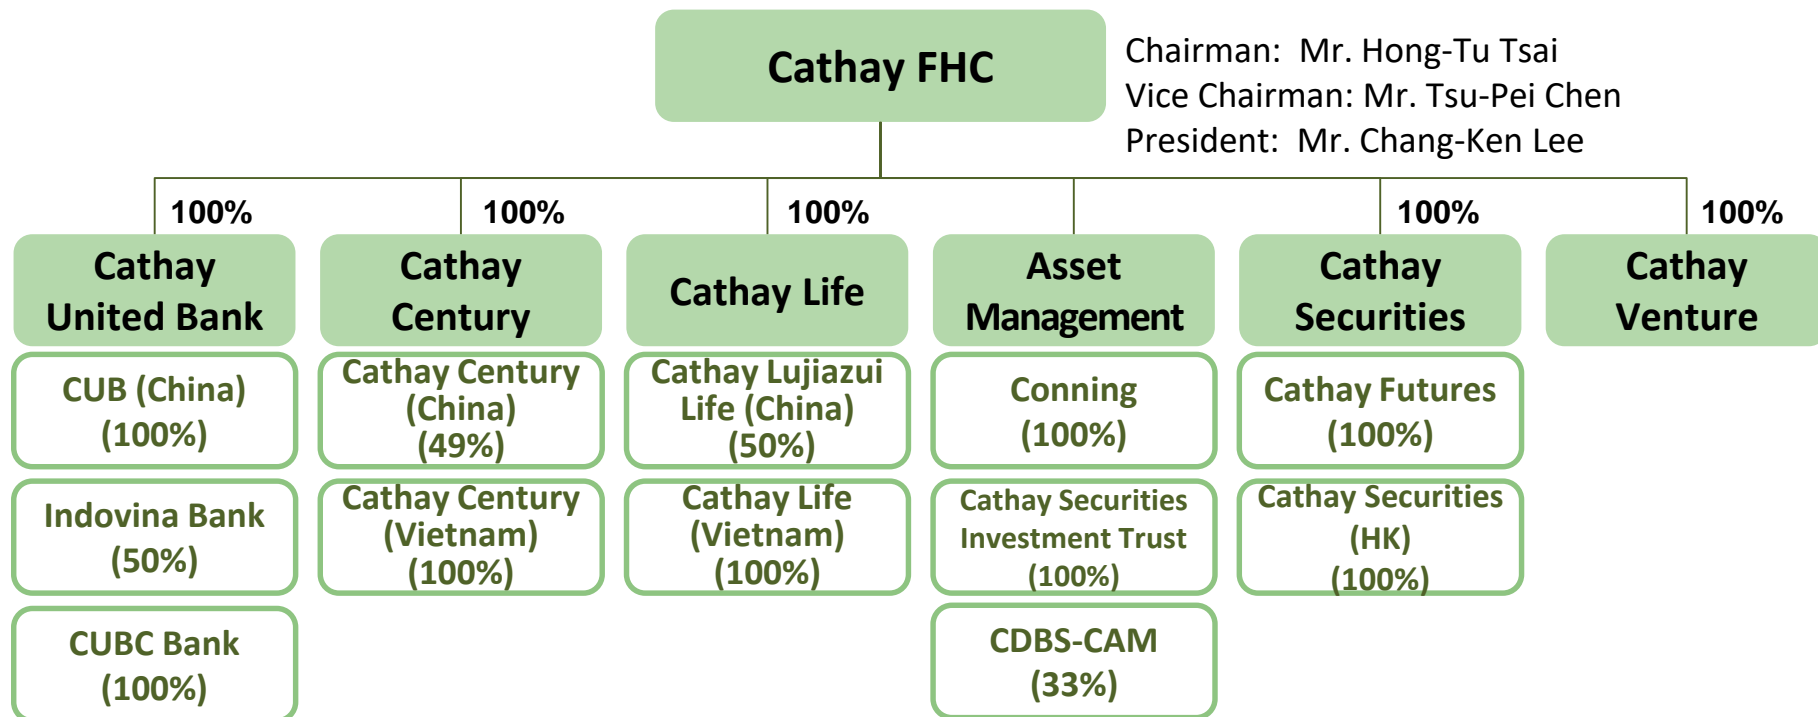 Cathay FHC
Chairman: Mr. Hong-Tu Tsai
Vice Chairman: Mr. Tsu-Pei Chen
President: Mr. Chang-Ken Lee
100%
100%
100%
100%
100%
Cathay
United Bank
Cathay
Century
Cathay Life
Asset
Management
Cathay
Securities
Cathay
Venture
CUB (China)
(100%)
Cathay Century
(China)
(49%)
Cathay Lujiazui
Life (China)
(50%)
Conning
(100%)
Cathay Futures
(100%)
Indovina Bank
(50%)
Cathay Century
(Vietnam)
(100%)
Cathay Life
(Vietnam)
(100%)
Cathay Securities
Investment Trust
(100%)
Cathay Securities
(HK)
(100%)
CUBC Bank
(100%)
CDBS-CAM
(33%)